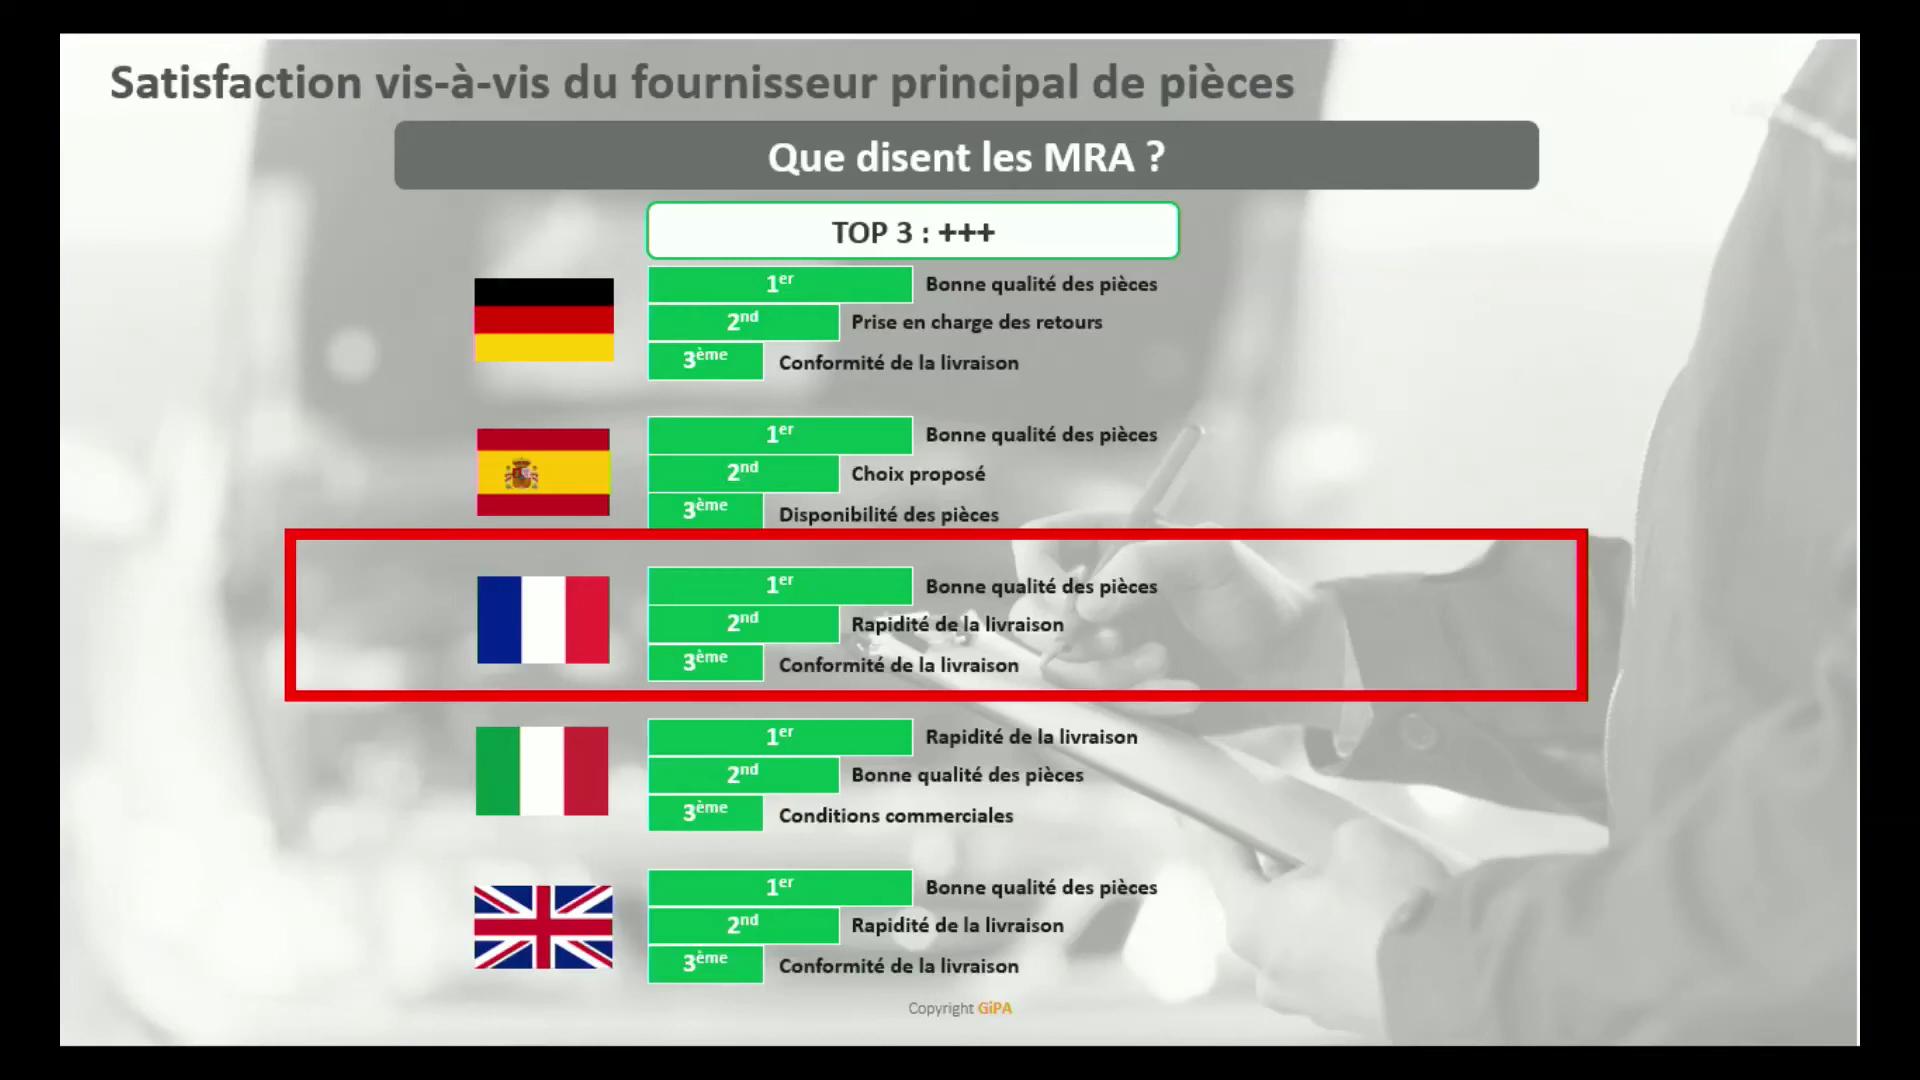 Satisfaction vis-à-vis du fournisseur principal de pièces
Que disent les MRA ?
TOP 3 : +++
1er Bonne qualité des pièces
2nd Prise en charge des retours
3ème Conformité de la livraison
1er Bonne qualité des pièces
2nd Choix proposé
3ème Disponibilité des pièces
1er Bonne qualité des pièces
2nd Rapidité de la livraison
3ème Conformité de la livraison
1er Rapidité de la livraison
2nd Bonne qualité des pièces
3ème Conditions commerciales
1er Bonne qualité des pièces
2nd Rapidité de la livraison
3ème Conformité de la livraison
Copyright GiPA